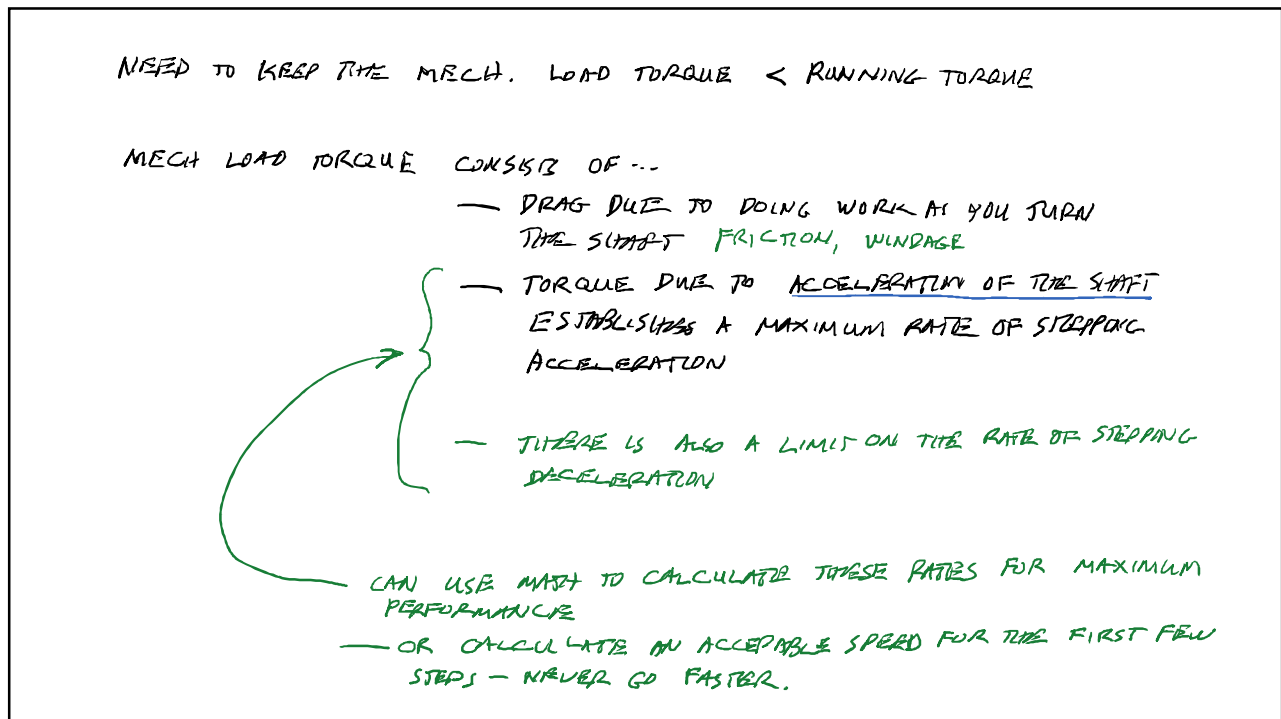 NEED TO KEEP THE MECH. LOAD TORQUE < RUNNING TORQUE
MECH LOAD TORQUE CONSISTS OF ...
— DRAG DUE TO DOING WORK AS YOU TURN
THE SHAFT FRICTION, WINDAGE
— TORQUE DUE TO ACCELERATION OF THE SHAFT
ESTABLISHES A MAXIMUM RATE OF STEPPING
ACCELERATION
— THERE IS ALSO A LIMIT ON THE RATE OF STEPPING
DECELERATION
CAN USE MATH TO CALCULATE THESE RATES FOR MAXIMUM
PERFORMANCE
— OR CALCULATE AN ACCEPABLE SPEED FOR THE FIRST FEW
STEPS — NEVER GO FASTER.